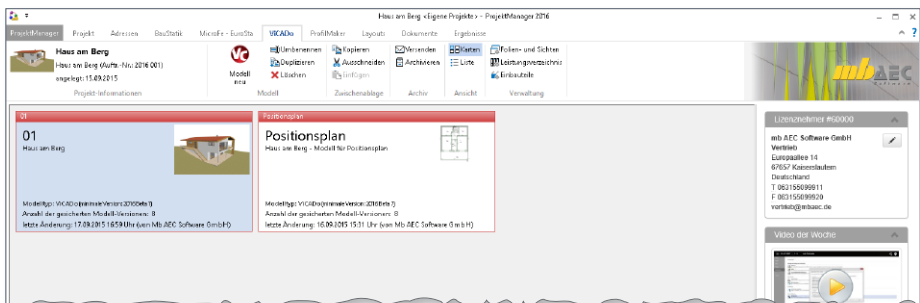 Haus am Berg <Eigene Projekte> - ProjektManager 2016
ProjektManager Projekt Adressen BauStatik MicroFe - EuroSta ViCADo ProfilMaker Layouts Dokumente Ergebnisse
Haus am Berg
Haus am Berg (Auftr.-Nr.: 2016 001)
angelegt: 15.09.2015
Projekt-Informationen
Modell neu
Umbenennen
Duplizieren
Löschen
Modell
Kopieren
Ausschneiden
Einfügen
Zwischenablage
Versenden
Archivieren
Archiv
Karten
Liste
Ansicht
Folien- und Sichten
Leistungsverzeichnis
Einbauteile
Verwaltung
mbAEC
Software
01
01
Haus am Berg
Modelltyp: ViCADo (minimale Version: 2016 Beta 1)
Anzahl der gesicherten Modell-Versionen: 8
letzte Änderung: 17.09.2015 16:59 Uhr (von Mb AEC Software GmbH)
Positionsplan
Positionsplan
Haus am Berg - Modell für Positionsplan
Modelltyp: ViCADo (minimale Version: 2016 Beta 7)
Anzahl der gesicherten Modell-Versionen: 8
letzte Änderung: 16.09.2015 15:31 Uhr (von Mb AEC Software GmbH)
Lizenznehmer #60000
mb AEC Software GmbH
Vertrieb
Europaallee 14
67657 Kaiserslautern
Deutschland
T 063155099911
F 063155099920
vertrieb@mbaec.de
Video der Woche